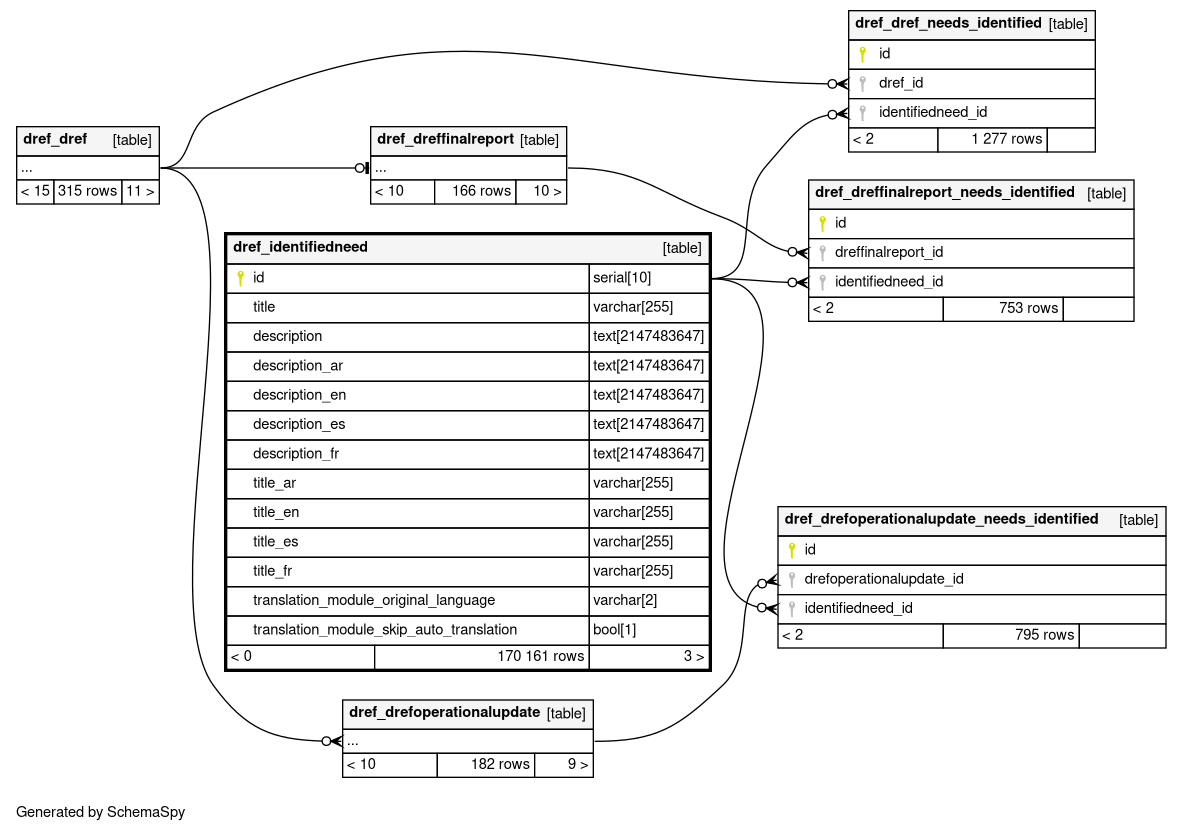 dref_dref_needs_identified [table]
id
dref_id
identifiedneed_id
< 2 1 277 rows
dref_dref [table]
...
< 15 315 rows 11 >
dref_dreffinalreport [table]
...
< 10 166 rows 10 >
dref_dreffinalreport_needs_identified [table]
id
dreffinalreport_id
identifiedneed_id
< 2 753 rows
dref_identifiedneed [table]
id serial[10]
title varchar[255]
description text[2147483647]
description_ar text[2147483647]
description_en text[2147483647]
description_es text[2147483647]
description_fr text[2147483647]
title_ar varchar[255]
title_en varchar[255]
title_es varchar[255]
title_fr varchar[255]
translation_module_original_language varchar[2]
translation_module_skip_auto_translation bool[1]
< 0 170 161 rows 3 >
dref_drefoperationalupdate_needs_identified [table]
id
drefoperationalupdate_id
identifiedneed_id
< 2 795 rows
dref_drefoperationalupdate [table]
...
< 10 182 rows 9 >
Generated by SchemaSpy